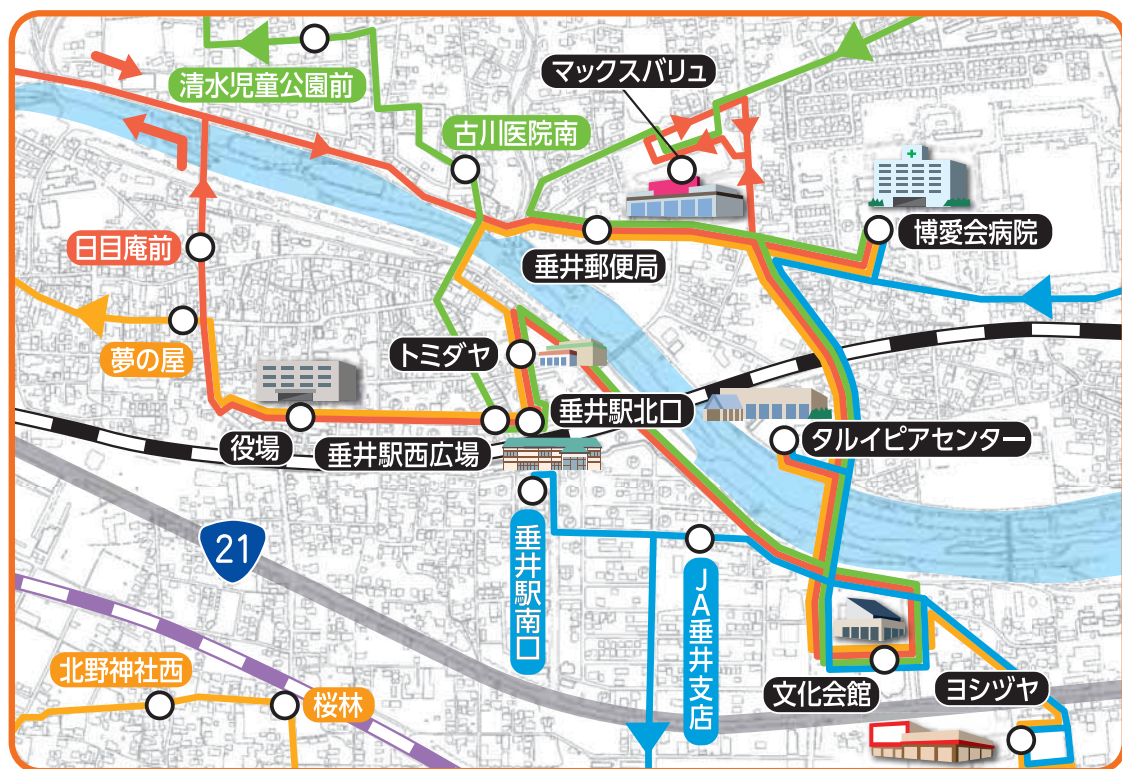 清水児童公園前
マックスバリュ
古川医院南
博愛会病院
日目庵前
垂井郵便局
夢の屋
トミダヤ
垂井駅北口
タルイピアセンター
役場
垂井駅西広場
21
垂井駅南口
JA垂井支店
北野神社西
桜林
文化会館
ヨシヅヤ